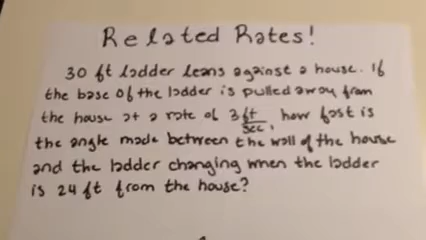 Related Rates!
30 ft ladder leans against a house. If
the base of the ladder is pulled away from
the house at a rate of 3 ft/sec, how fast is
the angle made between the wall of the house
and the ladder changing when the ladder
is 24 ft from the house?